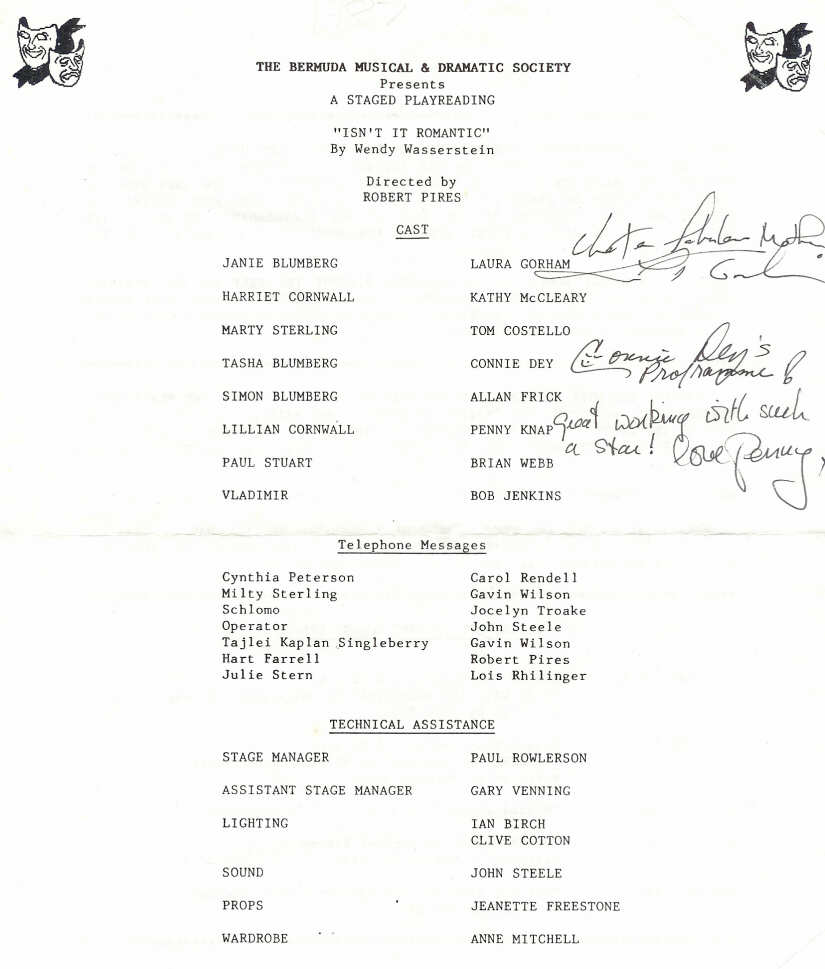 THE BERMUDA MUSICAL & DRAMATIC SOCIETY
Presents
A STAGED PLAYREADING
"ISN'T IT ROMANTIC"
By Wendy Wasserstein
Directed by
ROBERT PIRES
CAST
JANIE BLUMBERG LAURA GORHAM What a fabulous Mother
HARRIET CORNWALL KATHY McCLEARY
MARTY STERLING TOM COSTELLO
TASHA BLUMBERG CONNIE DEY Connie Dey's
Programme
SIMON BLUMBERG ALLAN FRICK
LILLIAN CORNWALL PENNY KNAP Great working with such
a star! love Penny
PAUL STUART BRIAN WEBB
VLADIMIR BOB JENKINS
Telephone Messages
Cynthia Peterson Carol Rendell
Milty Sterling Gavin Wilson
Schlomo Jocelyn Troake
Operator John Steele
Tajlei Kaplan Singleberry Gavin Wilson
Hart Farrell Robert Pires
Julie Stern Lois Rhilinger
TECHNICAL ASSISTANCE
STAGE MANAGER PAUL ROWLERSON
ASSISTANT STAGE MANAGER GARY VENNING
LIGHTING IAN BIRCH
CLIVE COTTON
SOUND JOHN STEELE
PROPS JEANETTE FREESTONE
WARDROBE ANNE MITCHELL